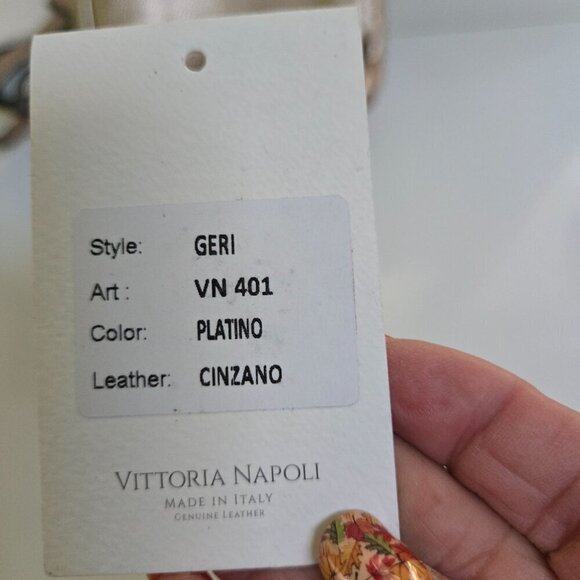 Style: GERI
Art : VN 401
Color: PLATINO
Leather: CINZANO
VITTORIA NAPOLI
MADE IN ITALY
GENUINE LEATHER